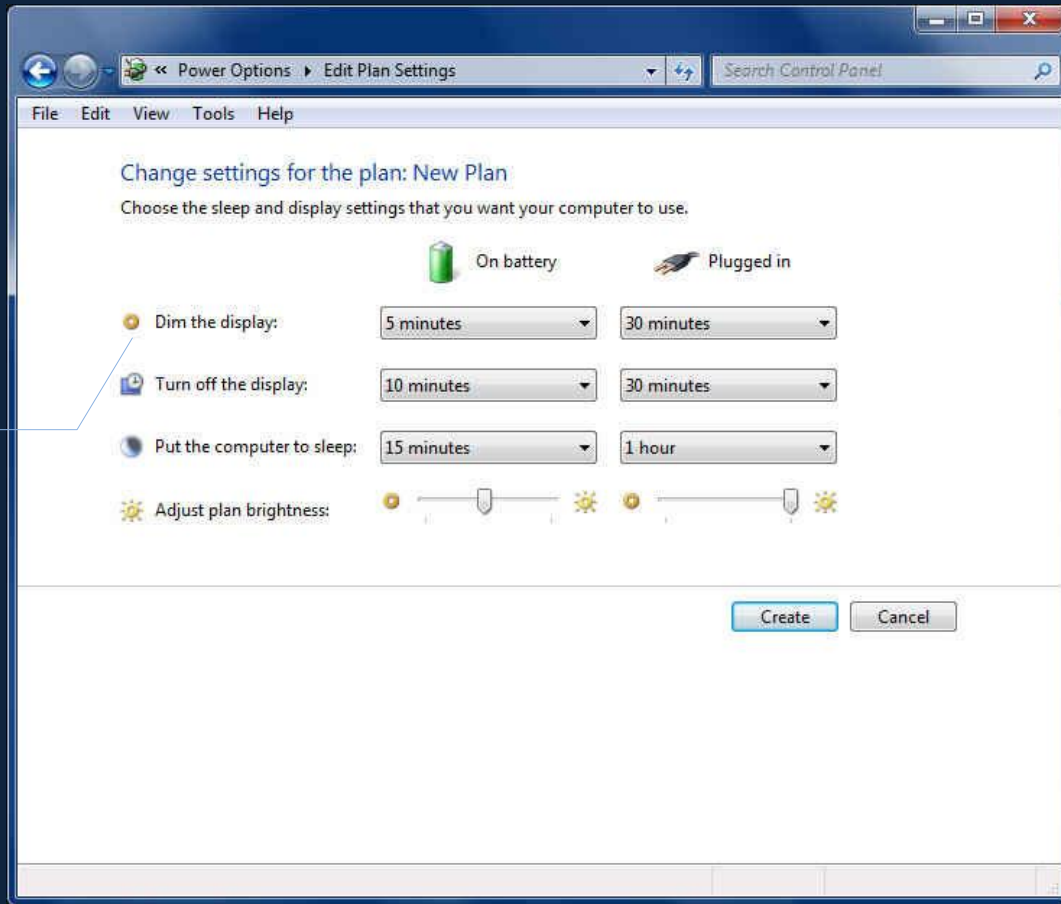 « Power Options ▸ Edit Plan Settings
Search Control Panel
File Edit View Tools Help
Change settings for the plan: New Plan
Choose the sleep and display settings that you want your computer to use.
On battery Plugged in
Dim the display: 5 minutes 30 minutes
Turn off the display: 10 minutes 30 minutes
Put the computer to sleep: 15 minutes 1 hour
Adjust plan brightness:
Create Cancel